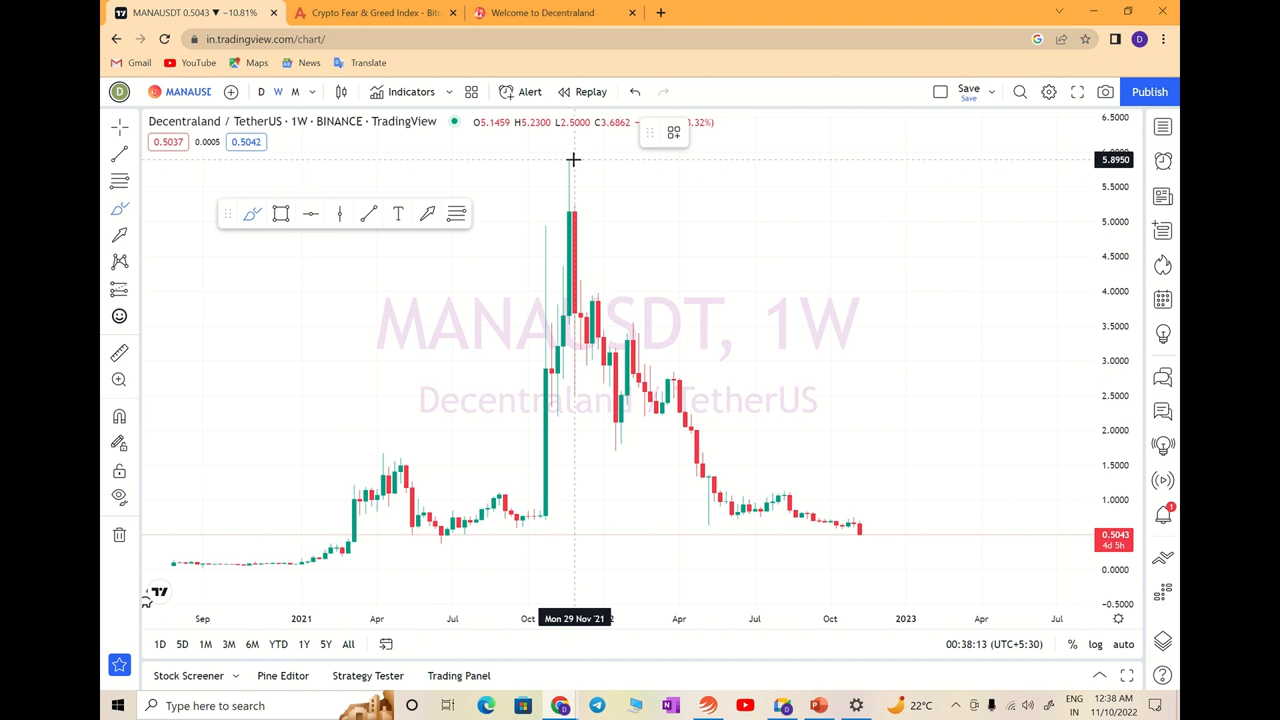 MANAUSDT 0.5043 ▼ −10.81%
Crypto Fear & Greed Index - Bitc
Welcome to Decentraland
in.tradingview.com/chart/
D
Gmail
YouTube
Maps
News
Translate
D
MANAUSD
D W M
Indicators
Alert
Replay
Save
Save
Publish
Decentraland / TetherUS · 1W · BINANCE · TradingView
O5.1459 H5.2300 L2.5000 C3.6862
0.5037
0.0005
0.5042
T
MANAUSDT, 1W
Decentraland / TetherUS
6.5000
5.8950
5.5000
5.0000
4.5000
4.0000
3.5000
3.0000
2.5000
2.0000
1.5000
1.0000
0.5043
4d 5h
0.0000
−0.5000
Sep
2021
Apr
Jul
Oct
Mon 29 Nov '21
Apr
Jul
Oct
2023
Apr
Jul
1D 5D 1M 3M 6M YTD 1Y 5Y All
00:38:13 (UTC+5:30)
% log auto
Stock Screener
Pine Editor
Strategy Tester
Trading Panel
Type here to search
22°C
ENG
IN
12:38 AM
11/10/2022